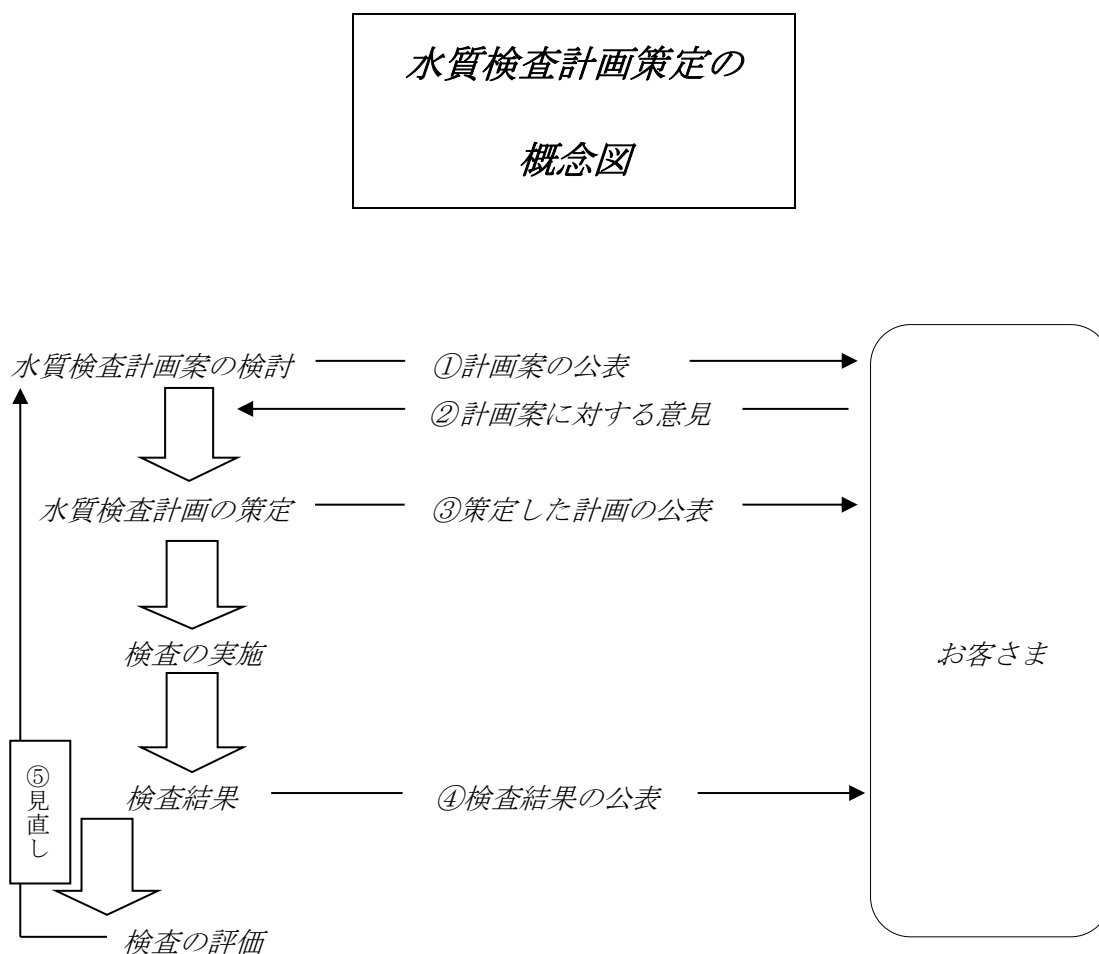 水質検査計画策定の
概念図
水質検査計画案の検討
①計画案の公表
②計画案に対する意見
水質検査計画の策定
③策定した計画の公表
検査の実施
お客さま
⑤見直し
検査結果
④検査結果の公表
検査の評価